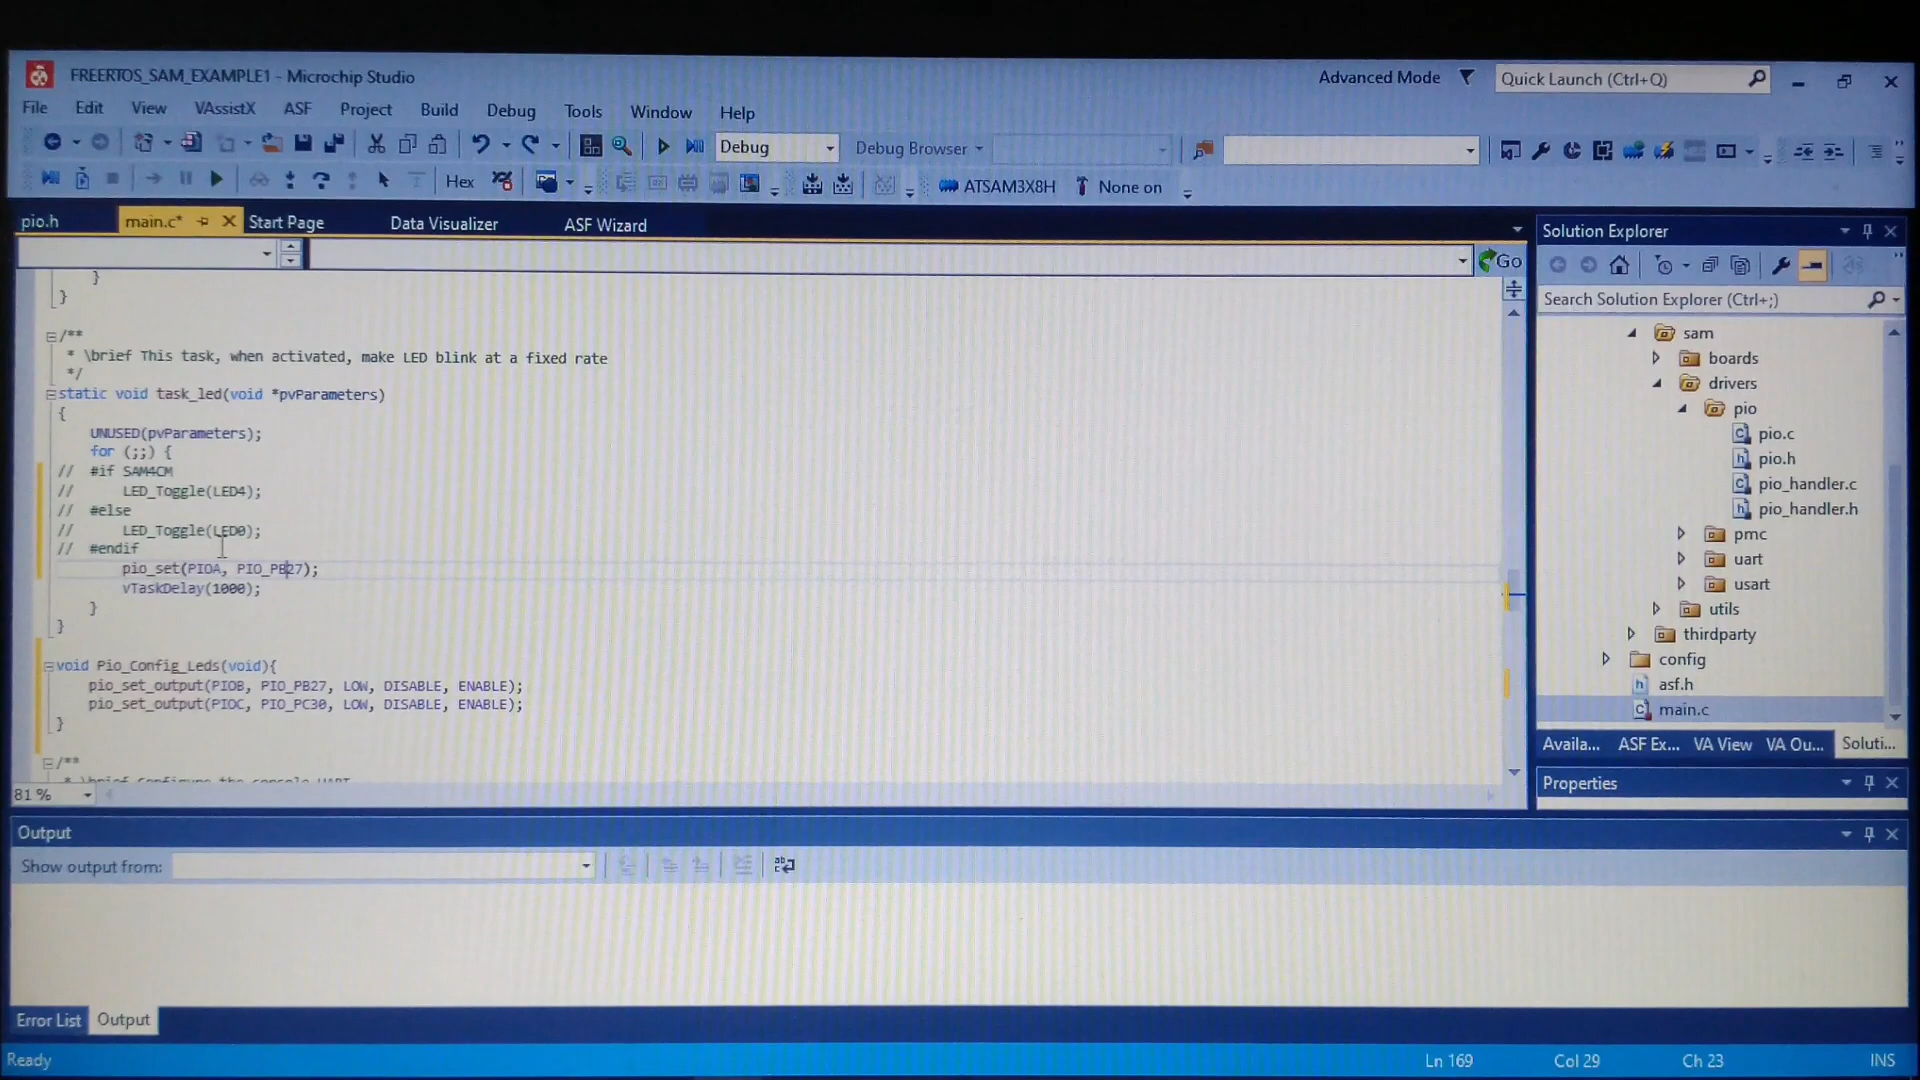 FREERTOS_SAM_EXAMPLE1 - Microchip Studio
Advanced Mode
Quick Launch (Ctrl+Q)
File Edit View VAssistX ASF Project Build Debug Tools Window Help
Debug
Debug Browser
Hex
ATSAM3X8H
None on
pio.h
main.c*
Start Page
Data Visualizer
ASF Wizard
Go
}
}
/**
* \brief This task, when activated, make LED blink at a fixed rate
*/
static void task_led(void *pvParameters)
{
UNUSED(pvParameters);
for (;;) {
// #if SAM4CM
// LED_Toggle(LED4);
// #else
// LED_Toggle(LED0);
// #endif
pio_set(PIOA, PIO_PB27);
vTaskDelay(1000);
}
}
void Pio_Config_Leds(void){
pio_set_output(PIOB, PIO_PB27, LOW, DISABLE, ENABLE);
pio_set_output(PIOC, PIO_PC30, LOW, DISABLE, ENABLE);
}
/**
* \brief Configure the console UART
81 %
Solution Explorer
Search Solution Explorer (Ctrl+;)
sam
boards
drivers
pio
pio.c
pio.h
pio_handler.c
pio_handler.h
pmc
uart
usart
utils
thirdparty
config
asf.h
main.c
Availa... ASF Ex... VA View VA Ou... Soluti...
Properties
Output
Show output from:
Error List
Output
Ready
Ln 169
Col 29
Ch 23
INS